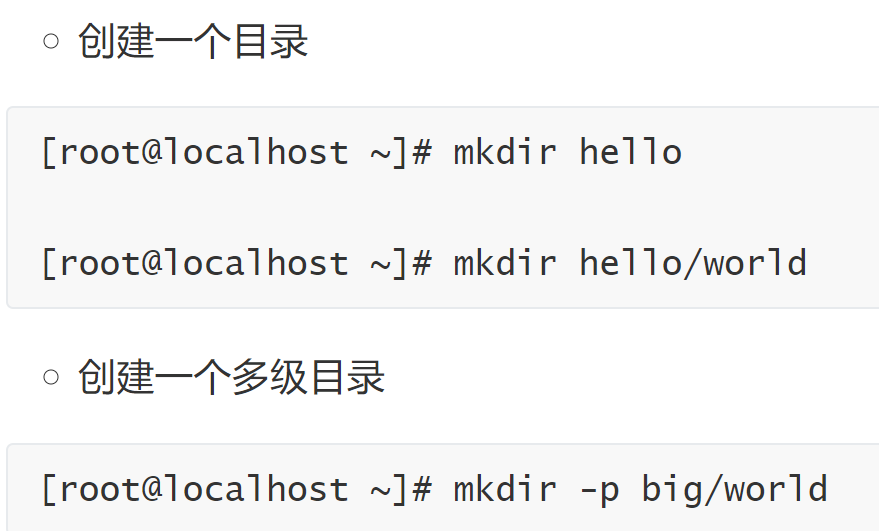 创建一个目录
[root@localhost ~]# mkdir hello
[root@localhost ~]# mkdir hello/world
创建一个多级目录
[root@localhost ~]# mkdir -p big/world